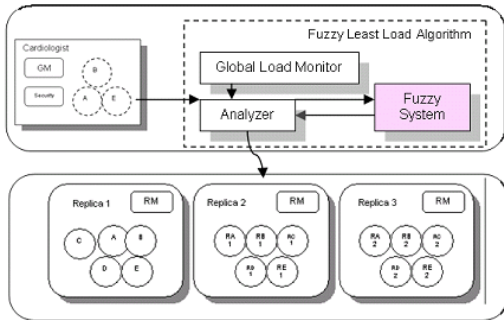 Fuzzy Least Load Algorithm
Cardiologist
GM
B
Security
A
E
Global Load Monitor
Analyzer
Fuzzy
System
Replica 1
RM
C
A
B
D
E
Replica 2
RM
RA
1
RB
1
RC
1
RD
1
RE
1
Replica 3
RM
RA
2
RB
2
RC
2
RD
2
RE
2